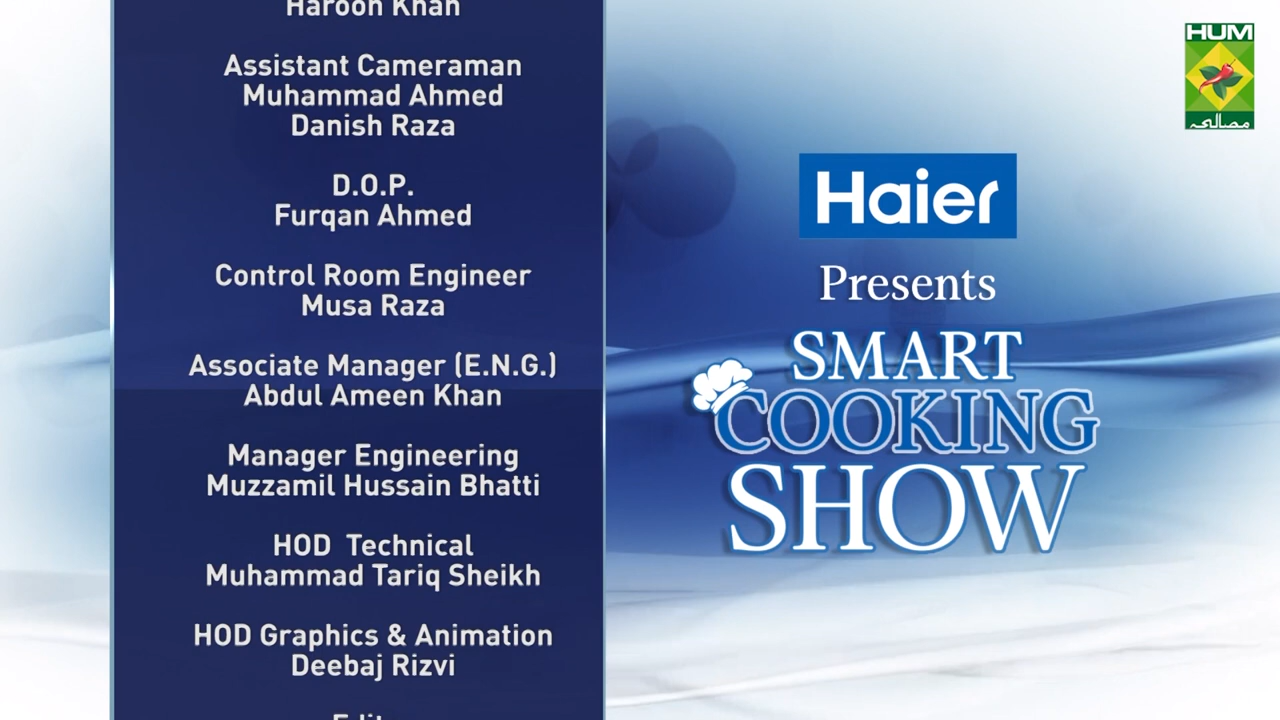 Haroon Khan
Assistant Cameraman
Muhammad Ahmed
Danish Raza
D.O.P.
Furqan Ahmed
Control Room Engineer
Musa Raza
Associate Manager (E.N.G.)
Abdul Ameen Khan
Manager Engineering
Muzzamil Hussain Bhatti
HOD  Technical
Muhammad Tariq Sheikh
HOD Graphics & Animation
Deebaj Rizvi
HUM
مصالحہ
Haier
Presents
SMART
COOKING
SHOW